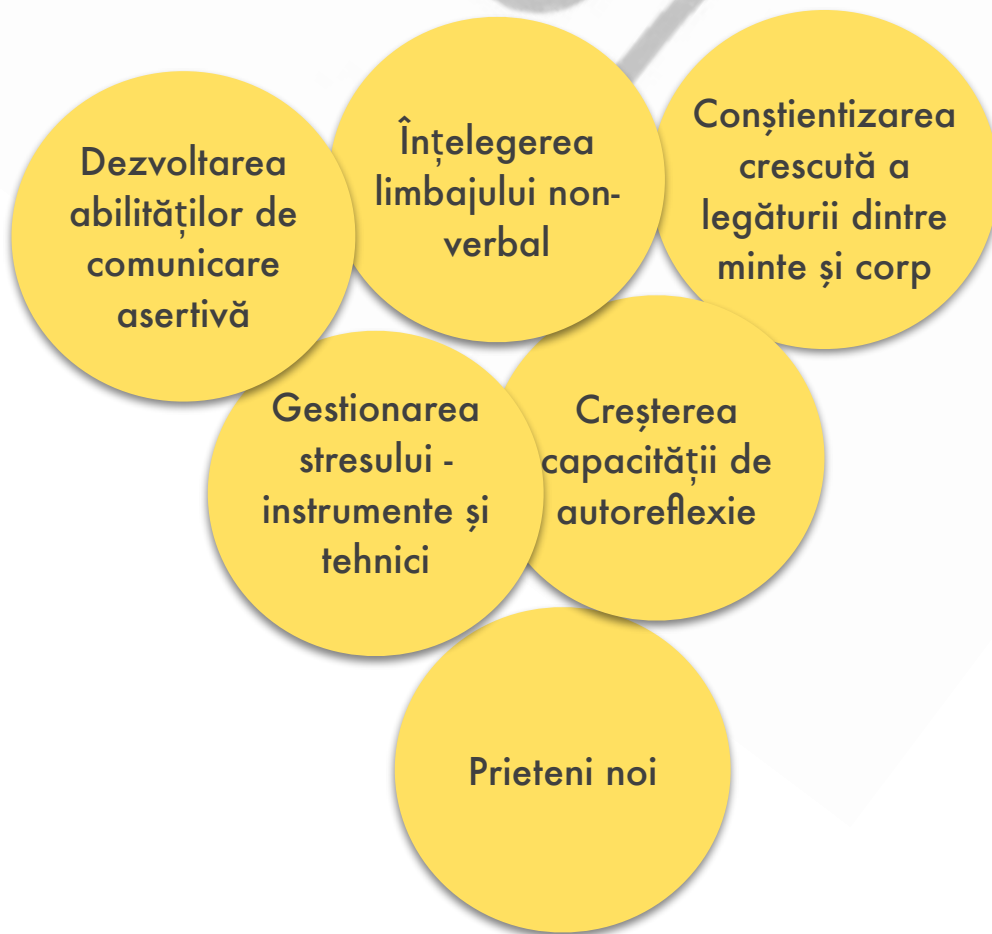 Dezvoltarea
abilităților de
comunicare
asertivă
Înțelegerea
limbajului non-
verbal
Conștientizarea
crescută a
legăturii dintre
minte și corp
Gestionarea
stresului -
instrumente și
tehnici
Creșterea
capacității de
autoreflexie
Prieteni noi